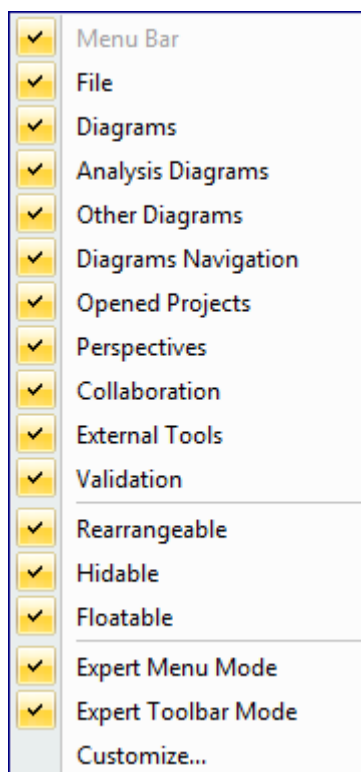 Menu Bar
File
Diagrams
Analysis Diagrams
Other Diagrams
Diagrams Navigation
Opened Projects
Perspectives
Collaboration
External Tools
Validation
Rearrangeable
Hidable
Floatable
Expert Menu Mode
Expert Toolbar Mode
Customize...